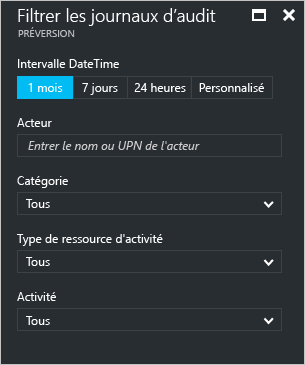 Filtrer les journaux d’audit
PRÉVERSION
Intervalle DateTime
1 mois 7 jours 24 heures Personnalisé
Acteur
Entrer le nom ou UPN de l'acteur
Catégorie
Tous
Type de ressource d'activité
Tous
Activité
Tous